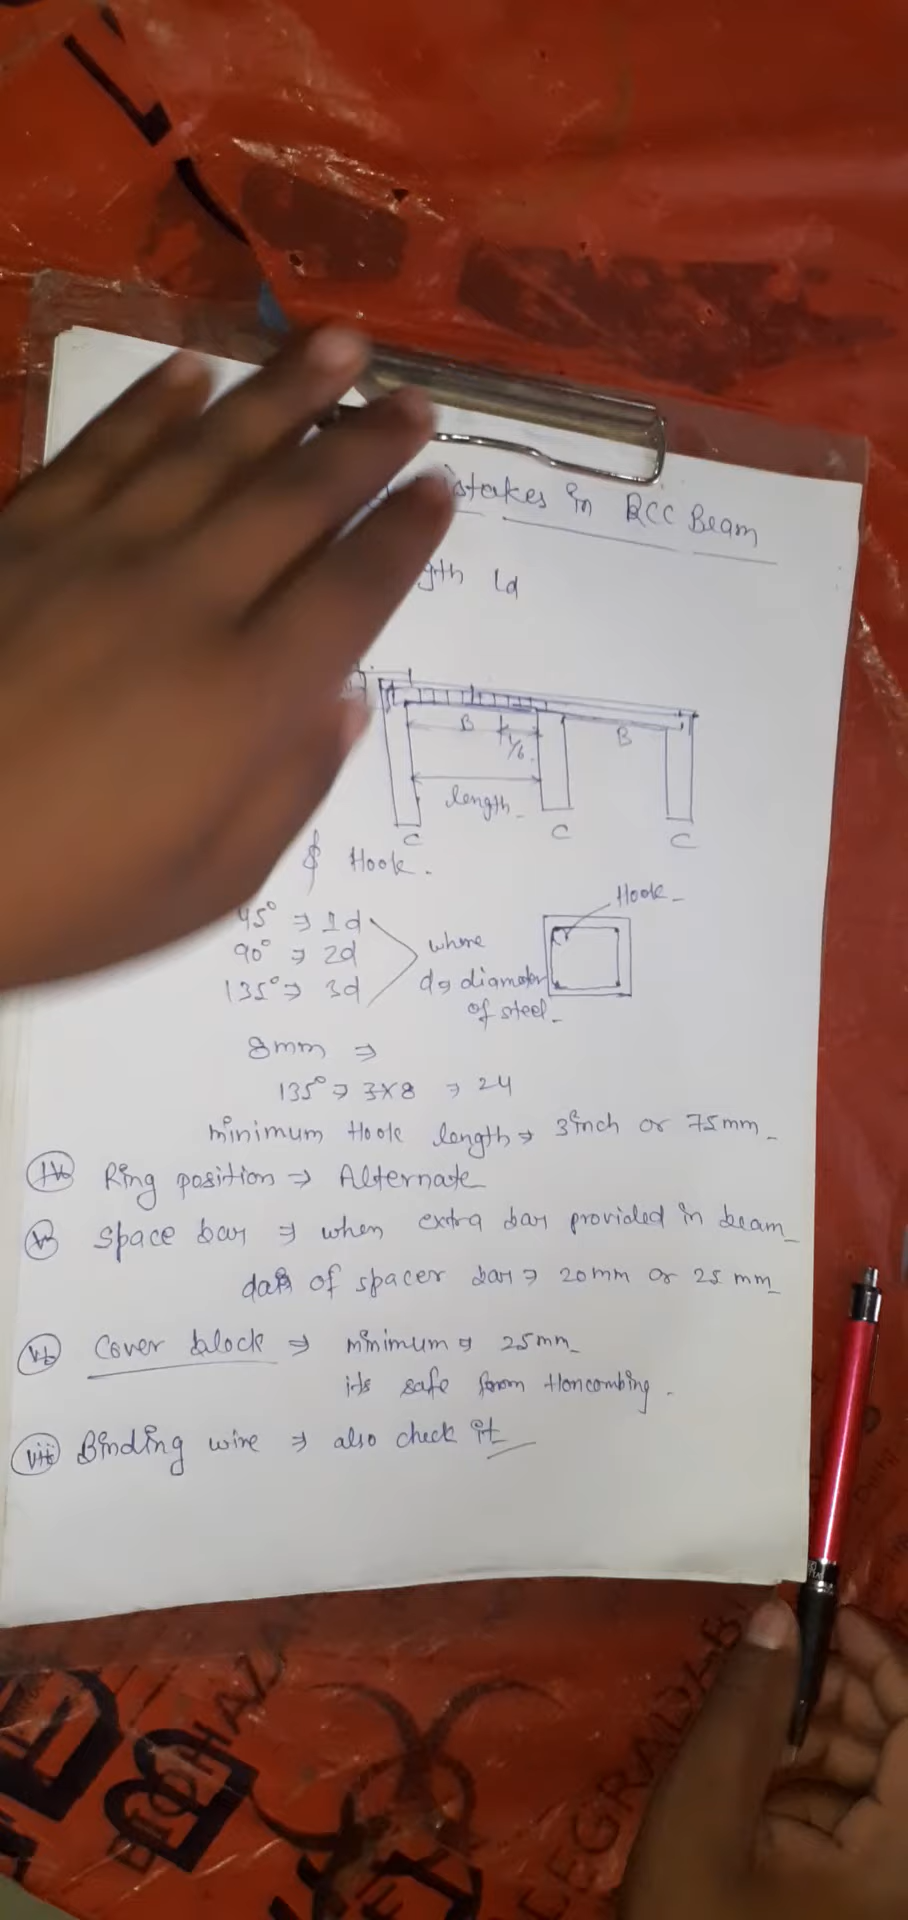 stakes in RCC Beam
gth Ld
B
1/6
B
length
C
C
C
Hook.
Hook
45° ⇒ 1d
90° ⇒ 2d
135° ⇒ 3d
where
d ⇒ diameter
of steel
8mm ⇒
135° ⇒ 3×8 ⇒ 24
minimum Hook length ⇒ 3inch or 75mm
Ring position ⇒ Alternate
v) space bar ⇒ when extra bar provided in beam
of spacer bar ⇒ 20mm or 25 mm
vi) Cover block ⇒ minimum ⇒ 25mm
its safe from Honcombing.
vii) Binding wire ⇒ also check it
BIOHAZA
DEGRADAB